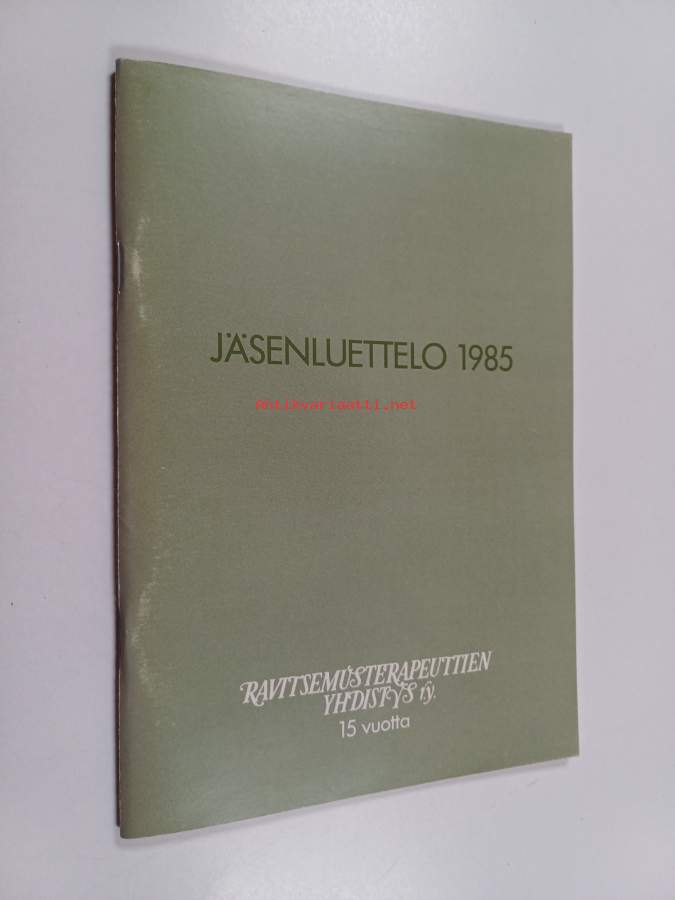 JÄSENLUETTELO 1985
Antikvariaatti.net
RAVITSEMUSTERAPEUTTIEN
YHDISTYS ry.
15 vuotta